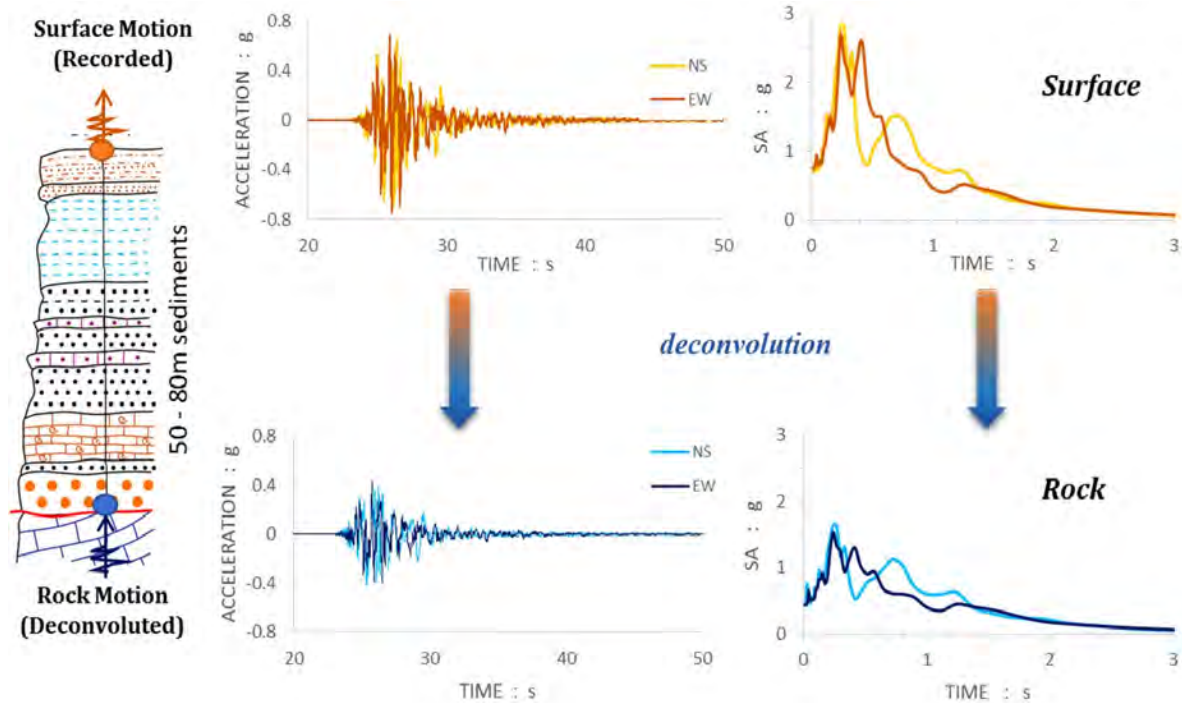 Surface Motion
(Recorded)
50 - 80m sediments
Rock Motion
(Deconvoluted)
ACCELERATION : g
0.8
0.4
0
-0.4
-0.8
20
30
40
50
TIME : s
NS
EW
SA : g
3
2
1
0
0
1
2
3
TIME : s
Surface
deconvolution
ACCELERATION : g
0.8
0.4
0
-0.4
-0.8
20
30
40
50
TIME : s
NS
EW
SA : g
3
2
1
0
0
1
2
3
TIME : s
Rock